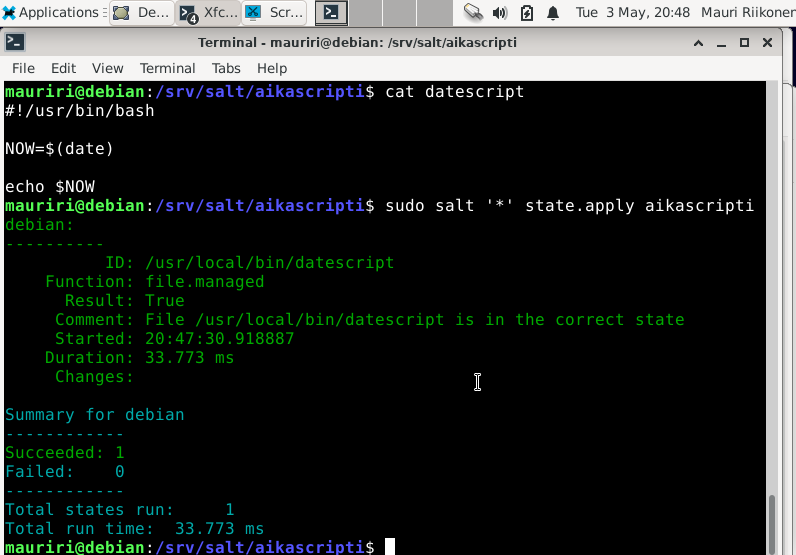 Applications De... Xfc... Scr... Tue 3 May, 20:48 Mauri Riikonen
4
Terminal - mauriri@debian: /srv/salt/aikascripti
File Edit View Terminal Tabs Help
mauriri@debian:/srv/salt/aikascripti$ cat datescript
#!/usr/bin/bash
NOW=$(date)
echo $NOW
mauriri@debian:/srv/salt/aikascripti$ sudo salt '*' state.apply aikascripti
debian:
----------
ID: /usr/local/bin/datescript
Function: file.managed
Result: True
Comment: File /usr/local/bin/datescript is in the correct state
Started: 20:47:30.918887
Duration: 33.773 ms
Changes:
Summary for debian
------------
Succeeded: 1
Failed: 0
------------
Total states run: 1
Total run time: 33.773 ms
mauriri@debian:/srv/salt/aikascripti$